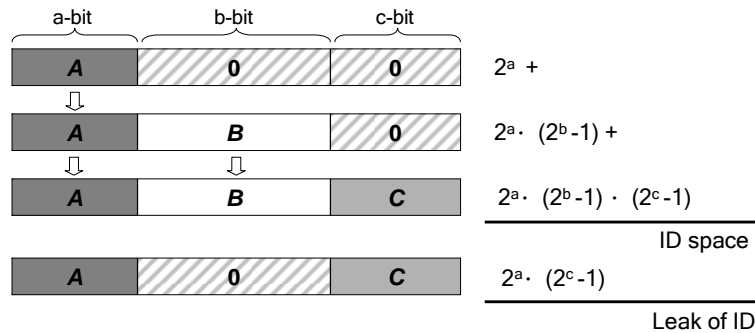 a-bit b-bit c-bit
A 0 0 2ᵃ +
A B 0 2ᵃ· (2ᵇ-1) +
A B C 2ᵃ· (2ᵇ-1) · (2ᶜ-1)
ID space
A 0 C 2ᵃ· (2ᶜ-1)
Leak of ID